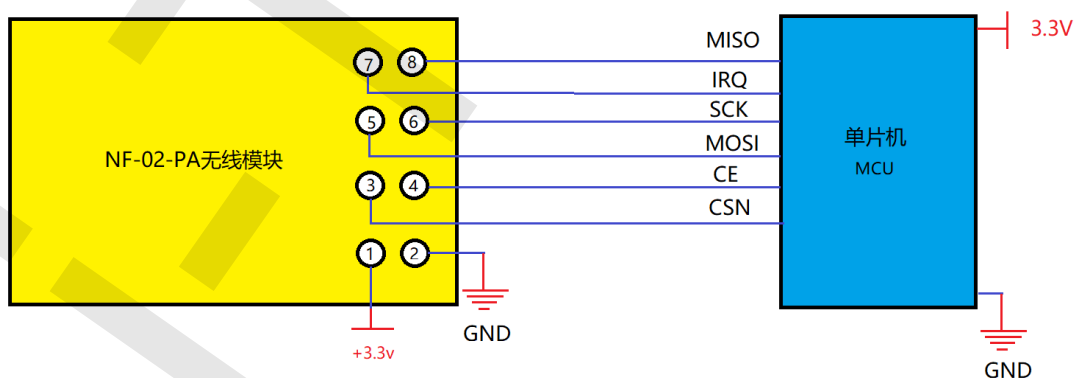 MISO
3.3V
7
8
IRQ
SCK
5
6
MOSI
单片机
MCU
NF-02-PA无线模块
CE
3
4
CSN
1
2
GND
+3.3v
GND